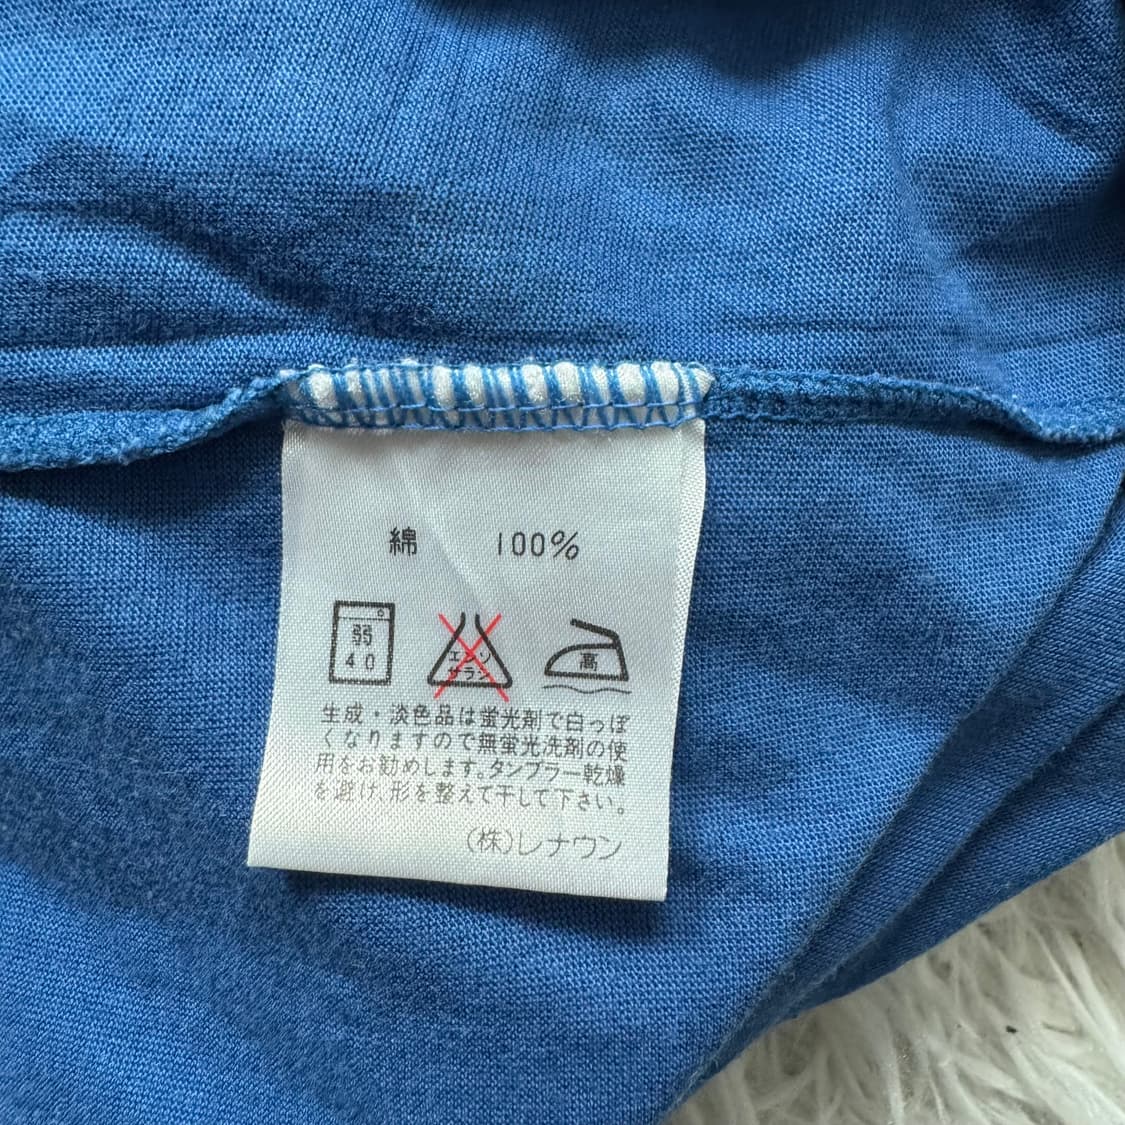 綿 100%
弱
40
エンソ
サラシ
高
生成・淡色品は蛍光剤で白っぽ
くなりますので無蛍光洗剤の使
用をお勧めします。タンブラー乾燥
を避け、形を整えて干して下さい。
(株)レナウン